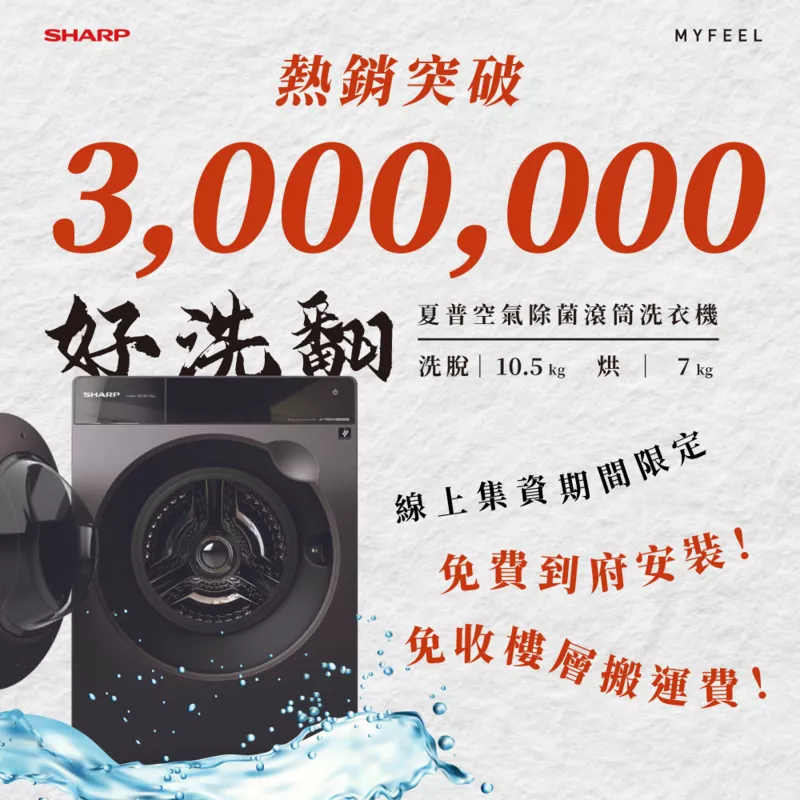 SHARP
MYFEEL
熱銷突破
3,000,000
好洗翻
夏普空氣除菌滾筒洗衣機
洗脫｜10.5 kg 烘｜7 kg
SHARP
線上集資期間限定
免費到府安裝！
免收樓層搬運費！